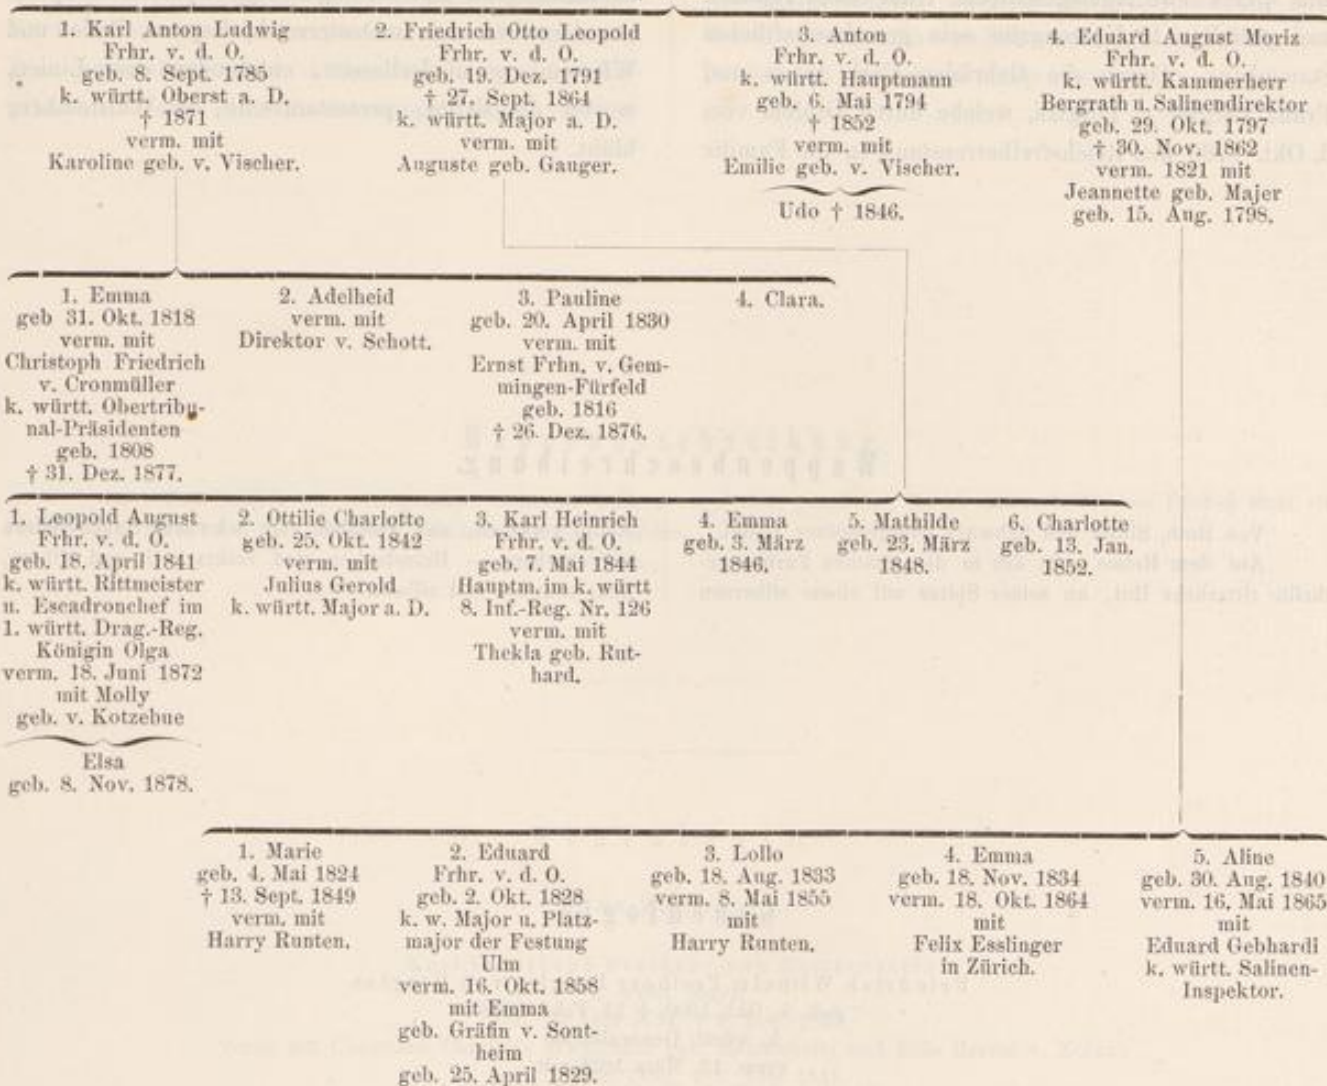 1. Karl Anton Ludwig
Frhr. v. d. O.
geb. 8. Sept. 1785
k. württ. Oberst a. D.
† 1871
verm. mit
Karoline geb. v. Vischer.
2. Friedrich Otto Leopold
Frhr. v. d. O.
geb. 19. Dez. 1791
† 27. Sept. 1864
k. württ. Major a. D.
verm. mit
Auguste geb. Gauger.
3. Anton
Frhr. v. d. O.
k. württ. Hauptmann
geb. 6. Mai 1794
† 1852
verm. mit
Emilie geb. v. Vischer.
Udo † 1846.
4. Eduard August Moriz
Frhr. v. d. O.
k. württ. Kammerherr
Bergrath u. Salinendirektor
geb. 29. Okt. 1797
† 30. Nov. 1862
verm. 1821 mit
Jeannette geb. Majer
geb. 15. Aug. 1798.
1. Emma
geb 31. Okt. 1818
verm. mit
Christoph Friedrich
v. Cronmüller
k. württ. Obertribu-
nal-Präsidenten
geb. 1808
† 31. Dez. 1877.
2. Adelheid
verm. mit
Direktor v. Schott.
3. Pauline
geb. 20. April 1830
verm. mit
Ernst Frhn. v. Gem-
mingen-Fürfeld
geb. 1816
† 26. Dez. 1876.
4. Clara.
1. Leopold August
Frhr. v. d. O.
geb. 18. April 1841
k. württ. Rittmeister
u. Escadronchef im
1. württ. Drag.-Reg.
Königin Olga
verm. 18. Juni 1872
mit Molly
geb. v. Kotzebue
Elsa
geb. 8. Nov. 1878.
2. Ottilie Charlotte
geb. 25. Okt. 1842
verm. mit
Julius Gerold
k. württ. Major a. D.
3. Karl Heinrich
Frhr. v. d. O.
geb. 7. Mai 1844
Hauptm. im k. württ
8. Inf.-Reg. Nr. 126
verm. mit
Thekla geb. Rut-
hard.
4. Emma
geb. 3. März
1846.
5. Mathilde
geb. 23. März
1848.
6. Charlotte
geb. 13. Jan.
1852.
1. Marie
geb. 4. Mai 1824
† 13. Sept. 1849
verm. mit
Harry Runten.
2. Eduard
Frhr. v. d. O.
geb. 2. Okt. 1828
k. w. Major u. Platz-
major der Festung
Ulm
verm. 16. Okt. 1858
mit Emma
geb. Gräfin v. Sont-
heim
geb. 25. April 1829.
3. Lollo
geb. 18. Aug. 1833
verm. 8. Mai 1855
mit
Harry Runten.
4. Emma
geb. 18. Nov. 1834
verm. 18. Okt. 1864
mit
Felix Esslinger
in Zürich.
5. Aline
geb. 30. Aug. 1840
verm. 16. Mai 1865
mit
Eduard Gebhardi
k. württ. Salinen-
Inspektor.